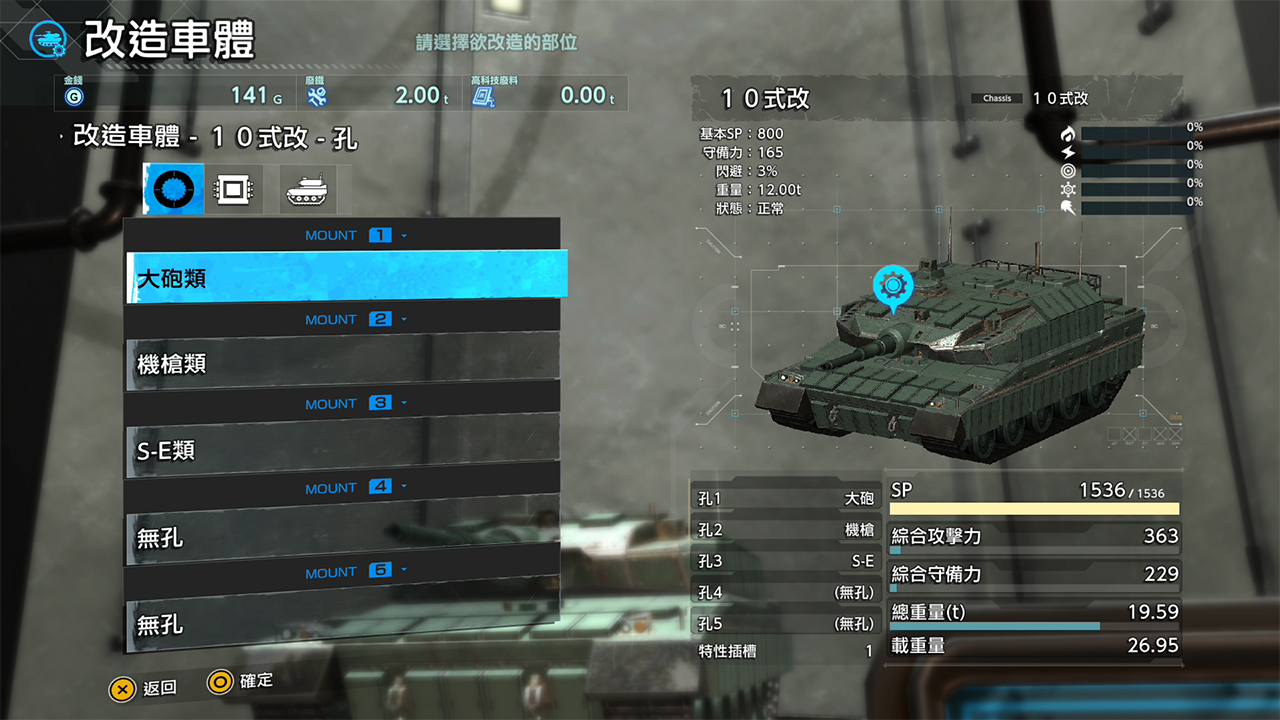 改造車體
請選擇欲改造的部位
金錢
G
141 G
廢鐵
2.00 t
高科技廢料
0.00 t
改造車體 - １０式改 - 孔
MOUNT 1
大砲類
MOUNT 2
機槍類
MOUNT 3
S-E類
MOUNT 4
無孔
MOUNT 5
無孔
返回
確定
１０式改
Chassis １０式改
基本SP：800
守備力：165
閃避：3%
重量：12.00t
狀態：正常
0%
0%
0%
0%
0%
孔1 大砲
孔2 機槍
孔3 S-E
孔4 (無孔)
孔5 (無孔)
特性插槽 1
SP 1536 / 1536
綜合攻擊力 363
綜合守備力 229
總重量(t) 19.59
載重量 26.95